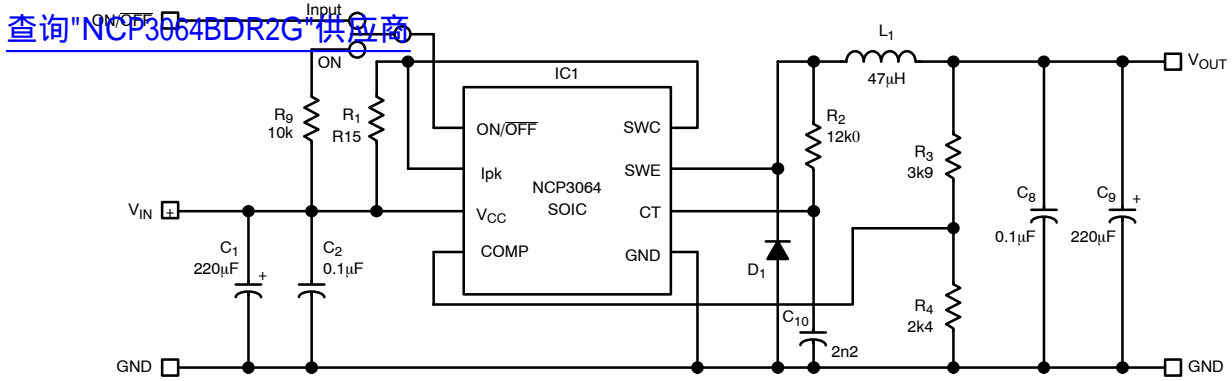 ON/OFF
查询"NCP3064BDR2G"供应商
Input
ON
R9
10k
R1
R15
IC1
ON/OFF
SWC
Ipk
SWE
NCP3064
SOIC
VCC
CT
COMP
GND
VIN
+
C1
220μF
+
C2
0.1μF
GND
D1
R2
12k0
C10
2n2
L1
47μH
R3
3k9
R4
2k4
C8
0.1μF
C9
220μF
+
VOUT
GND